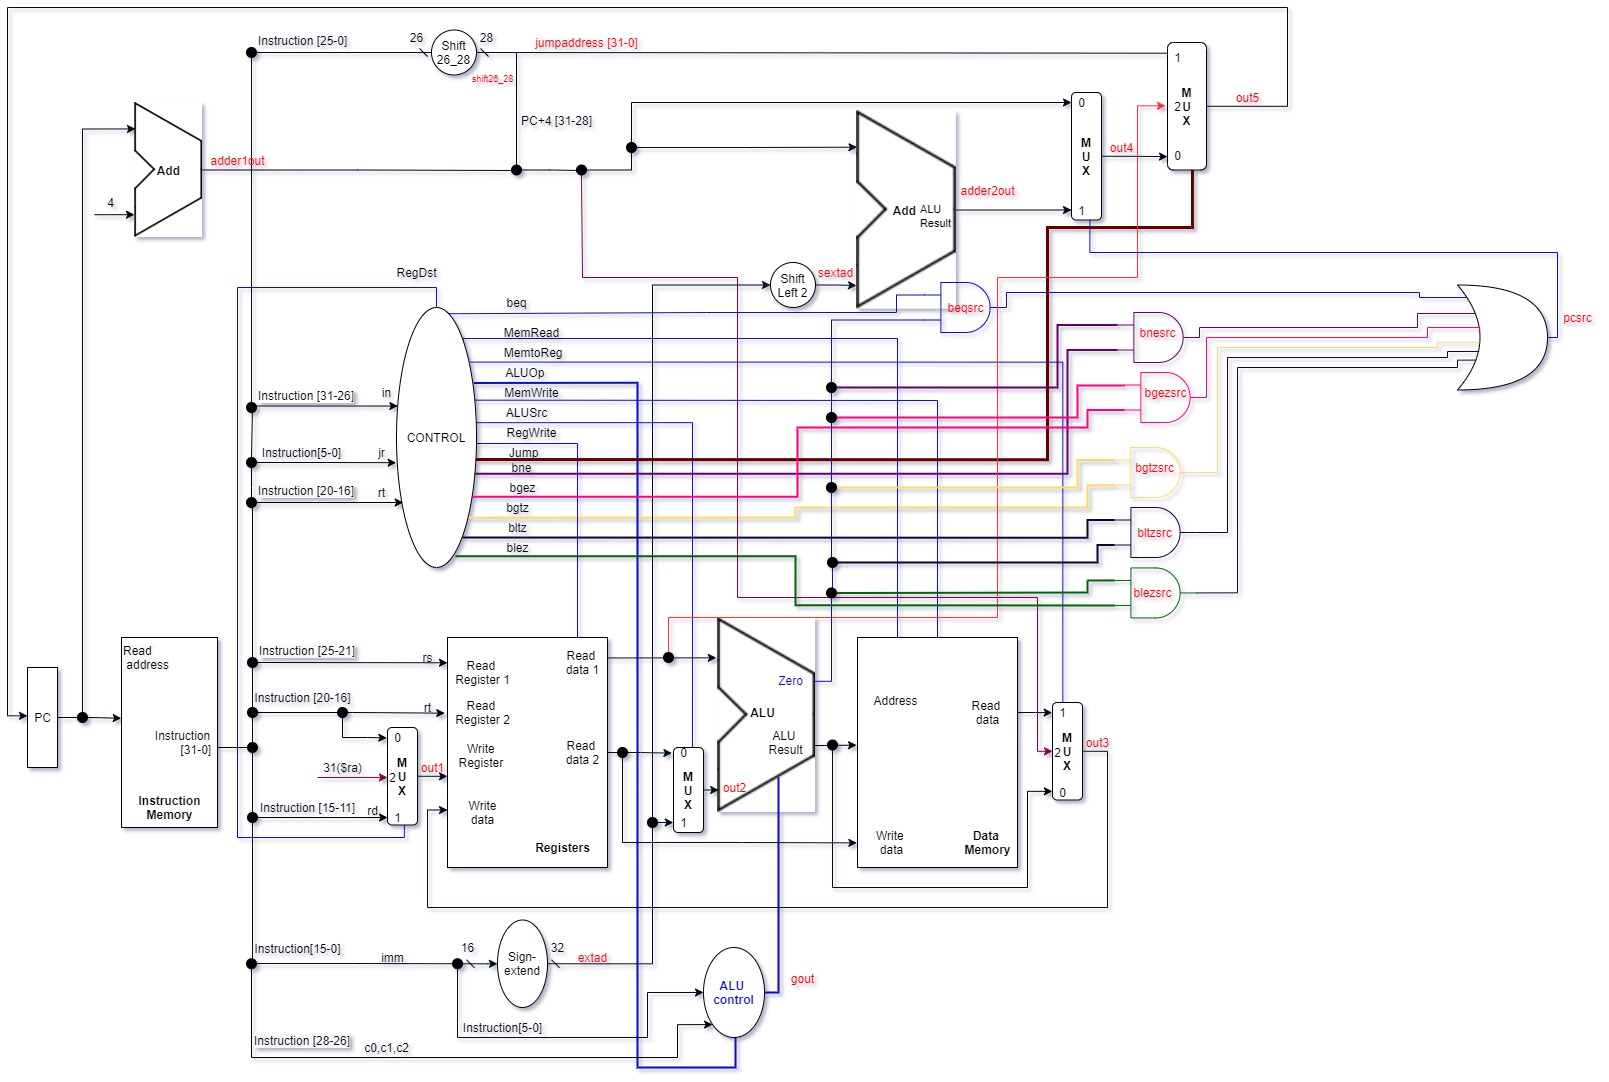 Instruction [25-0]
26
Shift
26_28
28
jumpaddress [31-0]
shift26_28
PC+4 [31-28]
1
M
2 U
X
0
out5
0
M
U
X
1
out4
Add
adder1out
4
Add ALU
Result
adder2out
Shift
Left 2
sextad
RegDst
beq
MemRead
MemtoReg
ALUOp
MemWrite
ALUSrc
RegWrite
Jump
bne
bgez
bgtz
bltz
blez
CONTROL
Instruction [31-26]
in
Instruction[5-0]
jr
Instruction [20-16]
rt
beqsrc
bnesrc
bgezsrc
bgtzsrc
bltzsrc
blezsrc
pcsrc
PC
Read
address
Instruction
[31-0]
Instruction
Memory
Instruction [25-21]
rs
Instruction [20-16]
rt
0
M
2 U
X
1
31($ra)
out1
Instruction [15-11]
rd
Read
Register 1
Read
Register 2
Write
Register
Write
data
Read
data 1
Read
data 2
Registers
0
M
U
X
1
out2
Zero
ALU
ALU
Result
Address
Read
data
Write
data
Data
Memory
1
M
2 U
X
0
out3
Instruction[15-0]
imm
16
Sign-
extend
32
extad
Instruction[5-0]
Instruction [28-26]
c0,c1,c2
ALU
control
gout